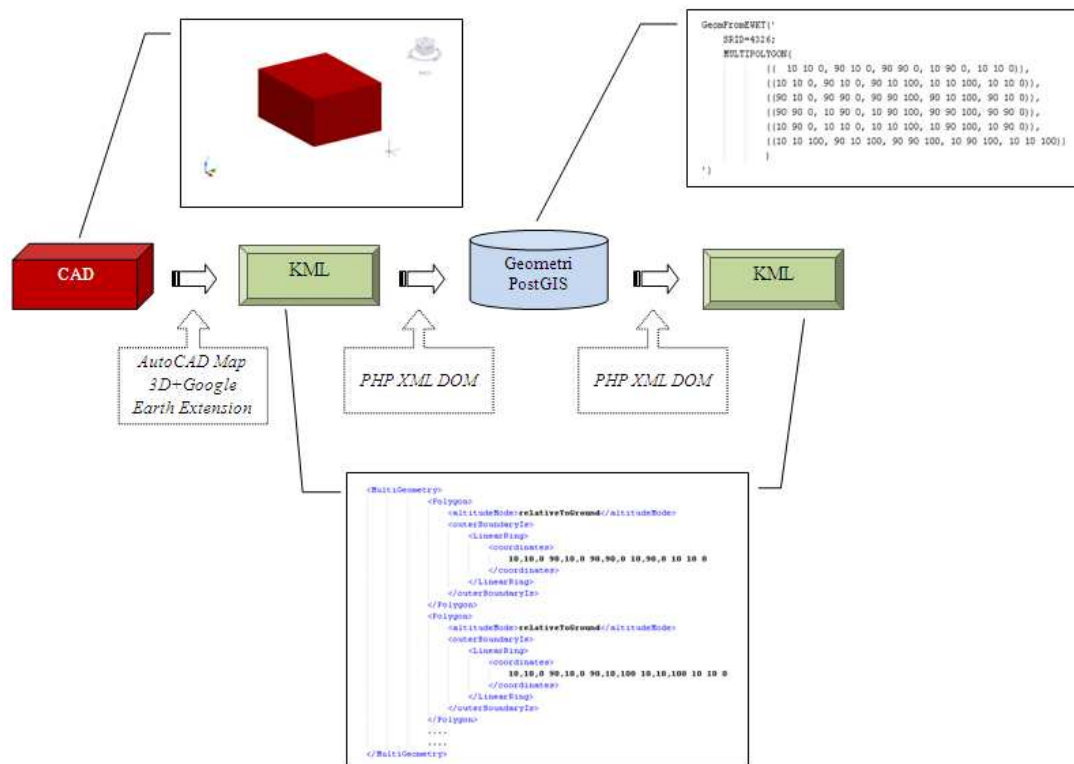 GeomFromEWKT('
SRID=4326;
MULTIPOLYGON(
(( 10 10 0, 90 10 0, 90 90 0, 10 90 0, 10 10 0)),
((10 10 0, 90 10 0, 90 10 100, 10 10 100, 10 10 0)),
((90 10 0, 90 90 0, 90 90 100, 90 10 100, 90 10 0)),
((90 90 0, 10 90 0, 10 90 100, 90 90 100, 90 90 0)),
((10 90 0, 10 10 0, 10 10 100, 10 90 100, 10 90 0)),
((10 10 100, 90 10 100, 90 90 100, 10 90 100, 10 10 100))
)
')
CAD
KML
Geometri
PostGIS
KML
AutoCAD Map
3D+Google
Earth Extension
PHP XML DOM
PHP XML DOM
<MultiGeometry>
<Polygon>
<altitudeMode>relativeToGround</altitudeMode>
<outerBoundaryIs>
<LinearRing>
<coordinates>
10,10,0 90,10,0 90,90,0 10,90,0 10 10 0
</coordinates>
</LinearRing>
</outerBoundaryIs>
</Polygon>
<Polygon>
<altitudeMode>relativeToGround</altitudeMode>
<outerBoundaryIs>
<LinearRing>
<coordinates>
10,10,0 90,10,0 90,10,100 10,10,100 10 10 0
</coordinates>
</LinearRing>
</outerBoundaryIs>
</Polygon>
....
....
</MultiGeometry>